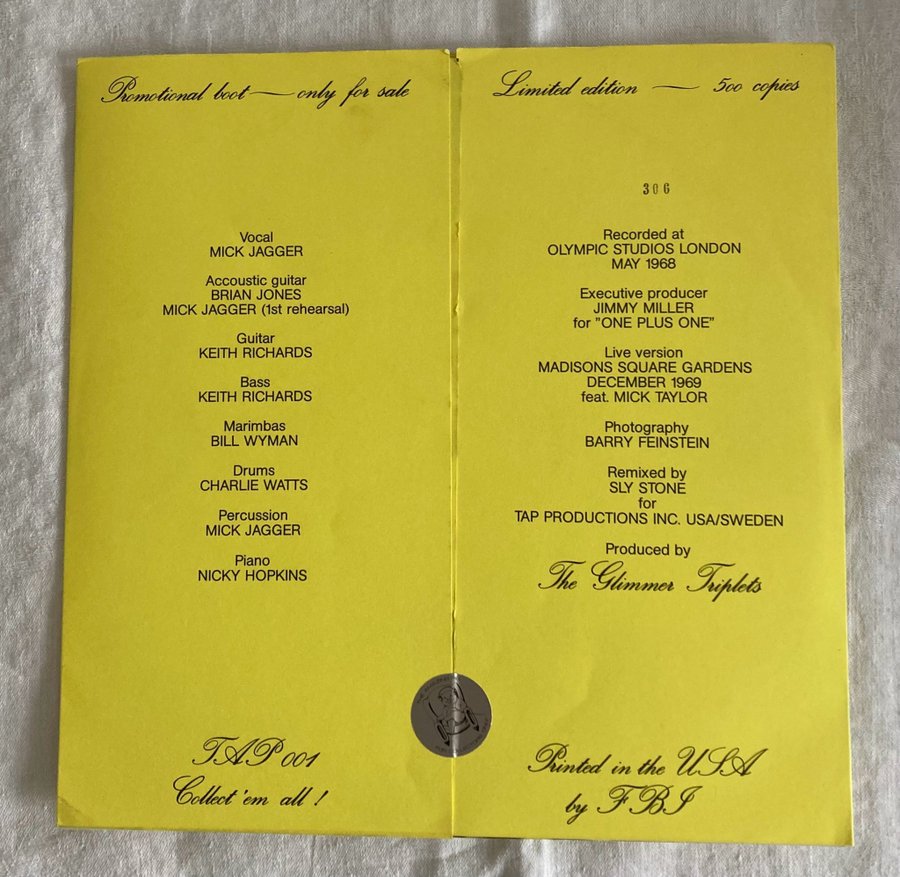 Promotional boot — only for sale
Vocal
MICK JAGGER
Accoustic guitar
BRIAN JONES
MICK JAGGER (1st rehearsal)
Guitar
KEITH RICHARDS
Bass
KEITH RICHARDS
Marimbas
BILL WYMAN
Drums
CHARLIE WATTS
Percussion
MICK JAGGER
Piano
NICKY HOPKINS
TAP 001
Collect 'em all !
Limited edition — 500 copies
306
Recorded at
OLYMPIC STUDIOS LONDON
MAY 1968
Executive producer
JIMMY MILLER
for "ONE PLUS ONE"
Live version
MADISONS SQUARE GARDENS
DECEMBER 1969
feat. MICK TAYLOR
Photography
BARRY FEINSTEIN
Remixed by
SLY STONE
for
TAP PRODUCTIONS INC. USA/SWEDEN
Produced by
The Glimmer Triplets
Printed in the USA
by FBI
THE